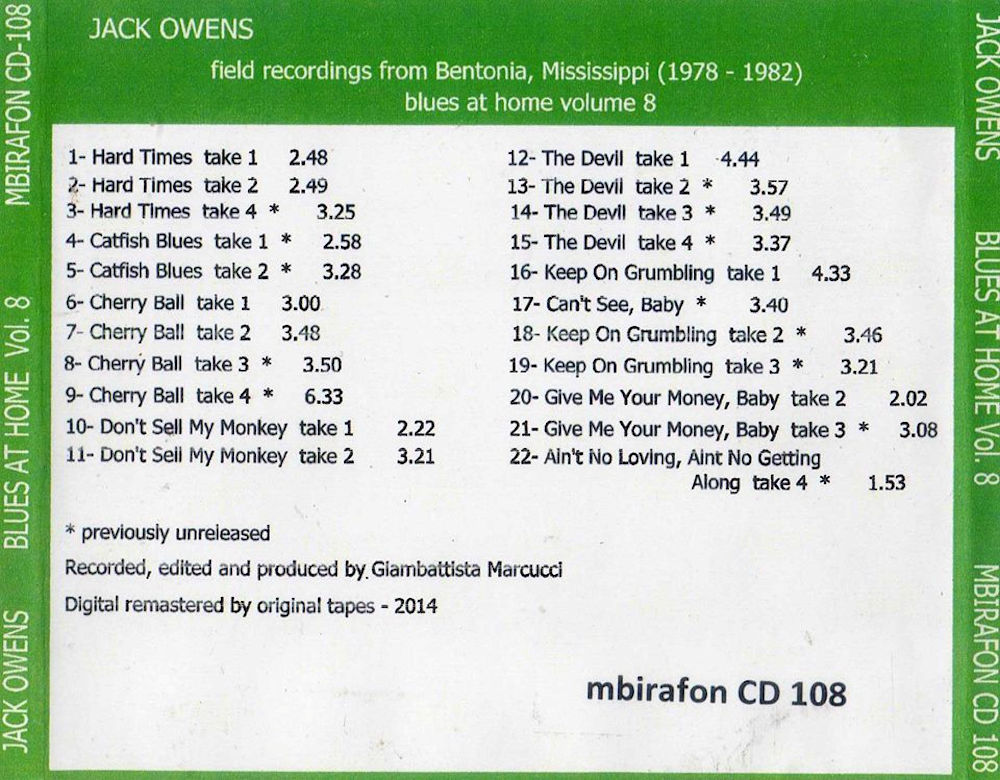 JACK OWENS
field recordings from Bentonia, Mississippi (1978 - 1982)
blues at home volume 8
1- Hard Times take 1 2.48
2- Hard Times take 2 2.49
3- Hard Times take 4 * 3.25
4- Catfish Blues take 1 * 2.58
5- Catfish Blues take 2 * 3.28
6- Cherry Ball take 1 3.00
7- Cherry Ball take 2 3.48
8- Cherry Ball take 3 * 3.50
9- Cherry Ball take 4 * 6.33
10- Don't Sell My Monkey take 1 2.22
11- Don't Sell My Monkey take 2 3.21
12- The Devil take 1 4.44
13- The Devil take 2 * 3.57
14- The Devil take 3 * 3.49
15- The Devil take 4 * 3.37
16- Keep On Grumbling take 1 4.33
17- Can't See, Baby * 3.40
18- Keep On Grumbling take 2 * 3.46
19- Keep On Grumbling take 3 * 3.21
20- Give Me Your Money, Baby take 2 2.02
21- Give Me Your Money, Baby take 3 * 3.08
22- Ain't No Loving, Aint No Getting
Along take 4 * 1.53
* previously unreleased
Recorded, edited and produced by Giambattista Marcucci
Digital remastered by original tapes - 2014
mbirafon CD 108
JACK OWENS BLUES AT HOME Vol. 8 MBIRAFON CD-108
JACK OWENS BLUES AT HOME Vol. 8 MBIRAFON CD 108